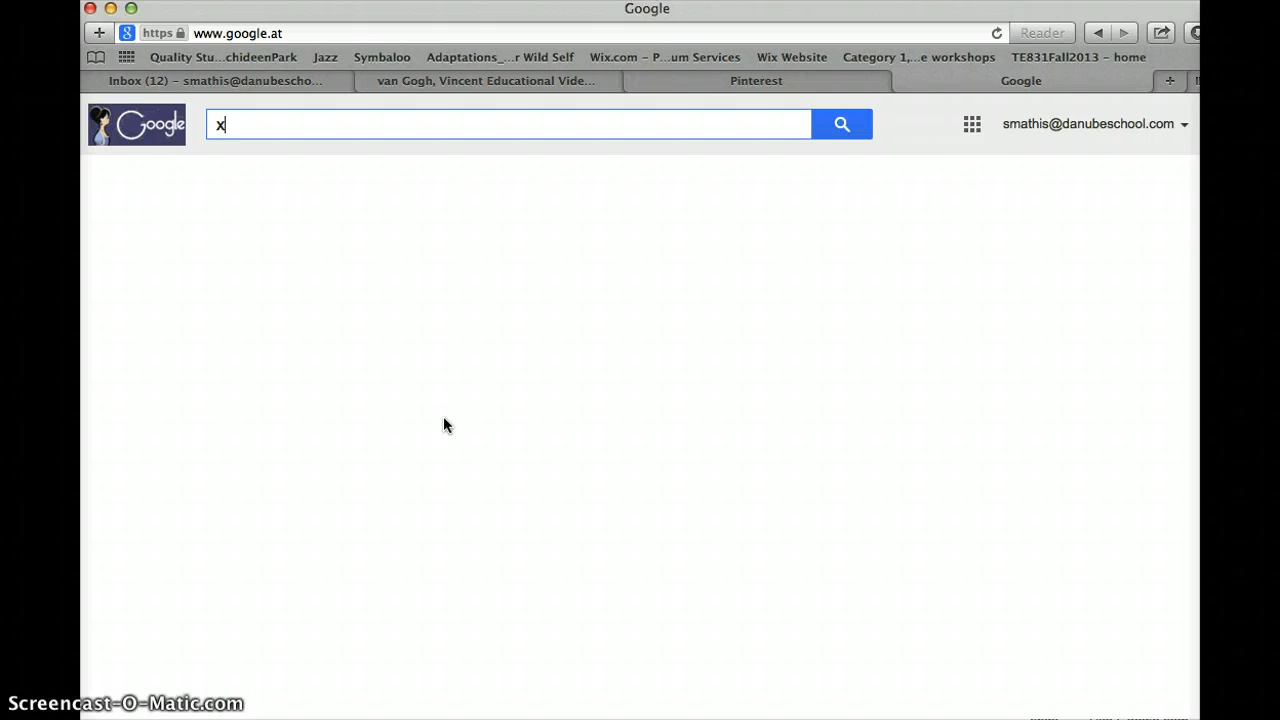 Google
https www.google.at Reader
Quality Stu...chideenPark Jazz Symbaloo Adaptations_...r Wild Self Wix.com - P...um Services Wix Website Category 1,...e workshops TE831Fall2013 - home
Inbox (12) - smathis@danubescho... van Gogh, Vincent Educational Vide... Pinterest Google +
Google x smathis@danubeschool.com
Screencast-O-Matic.com